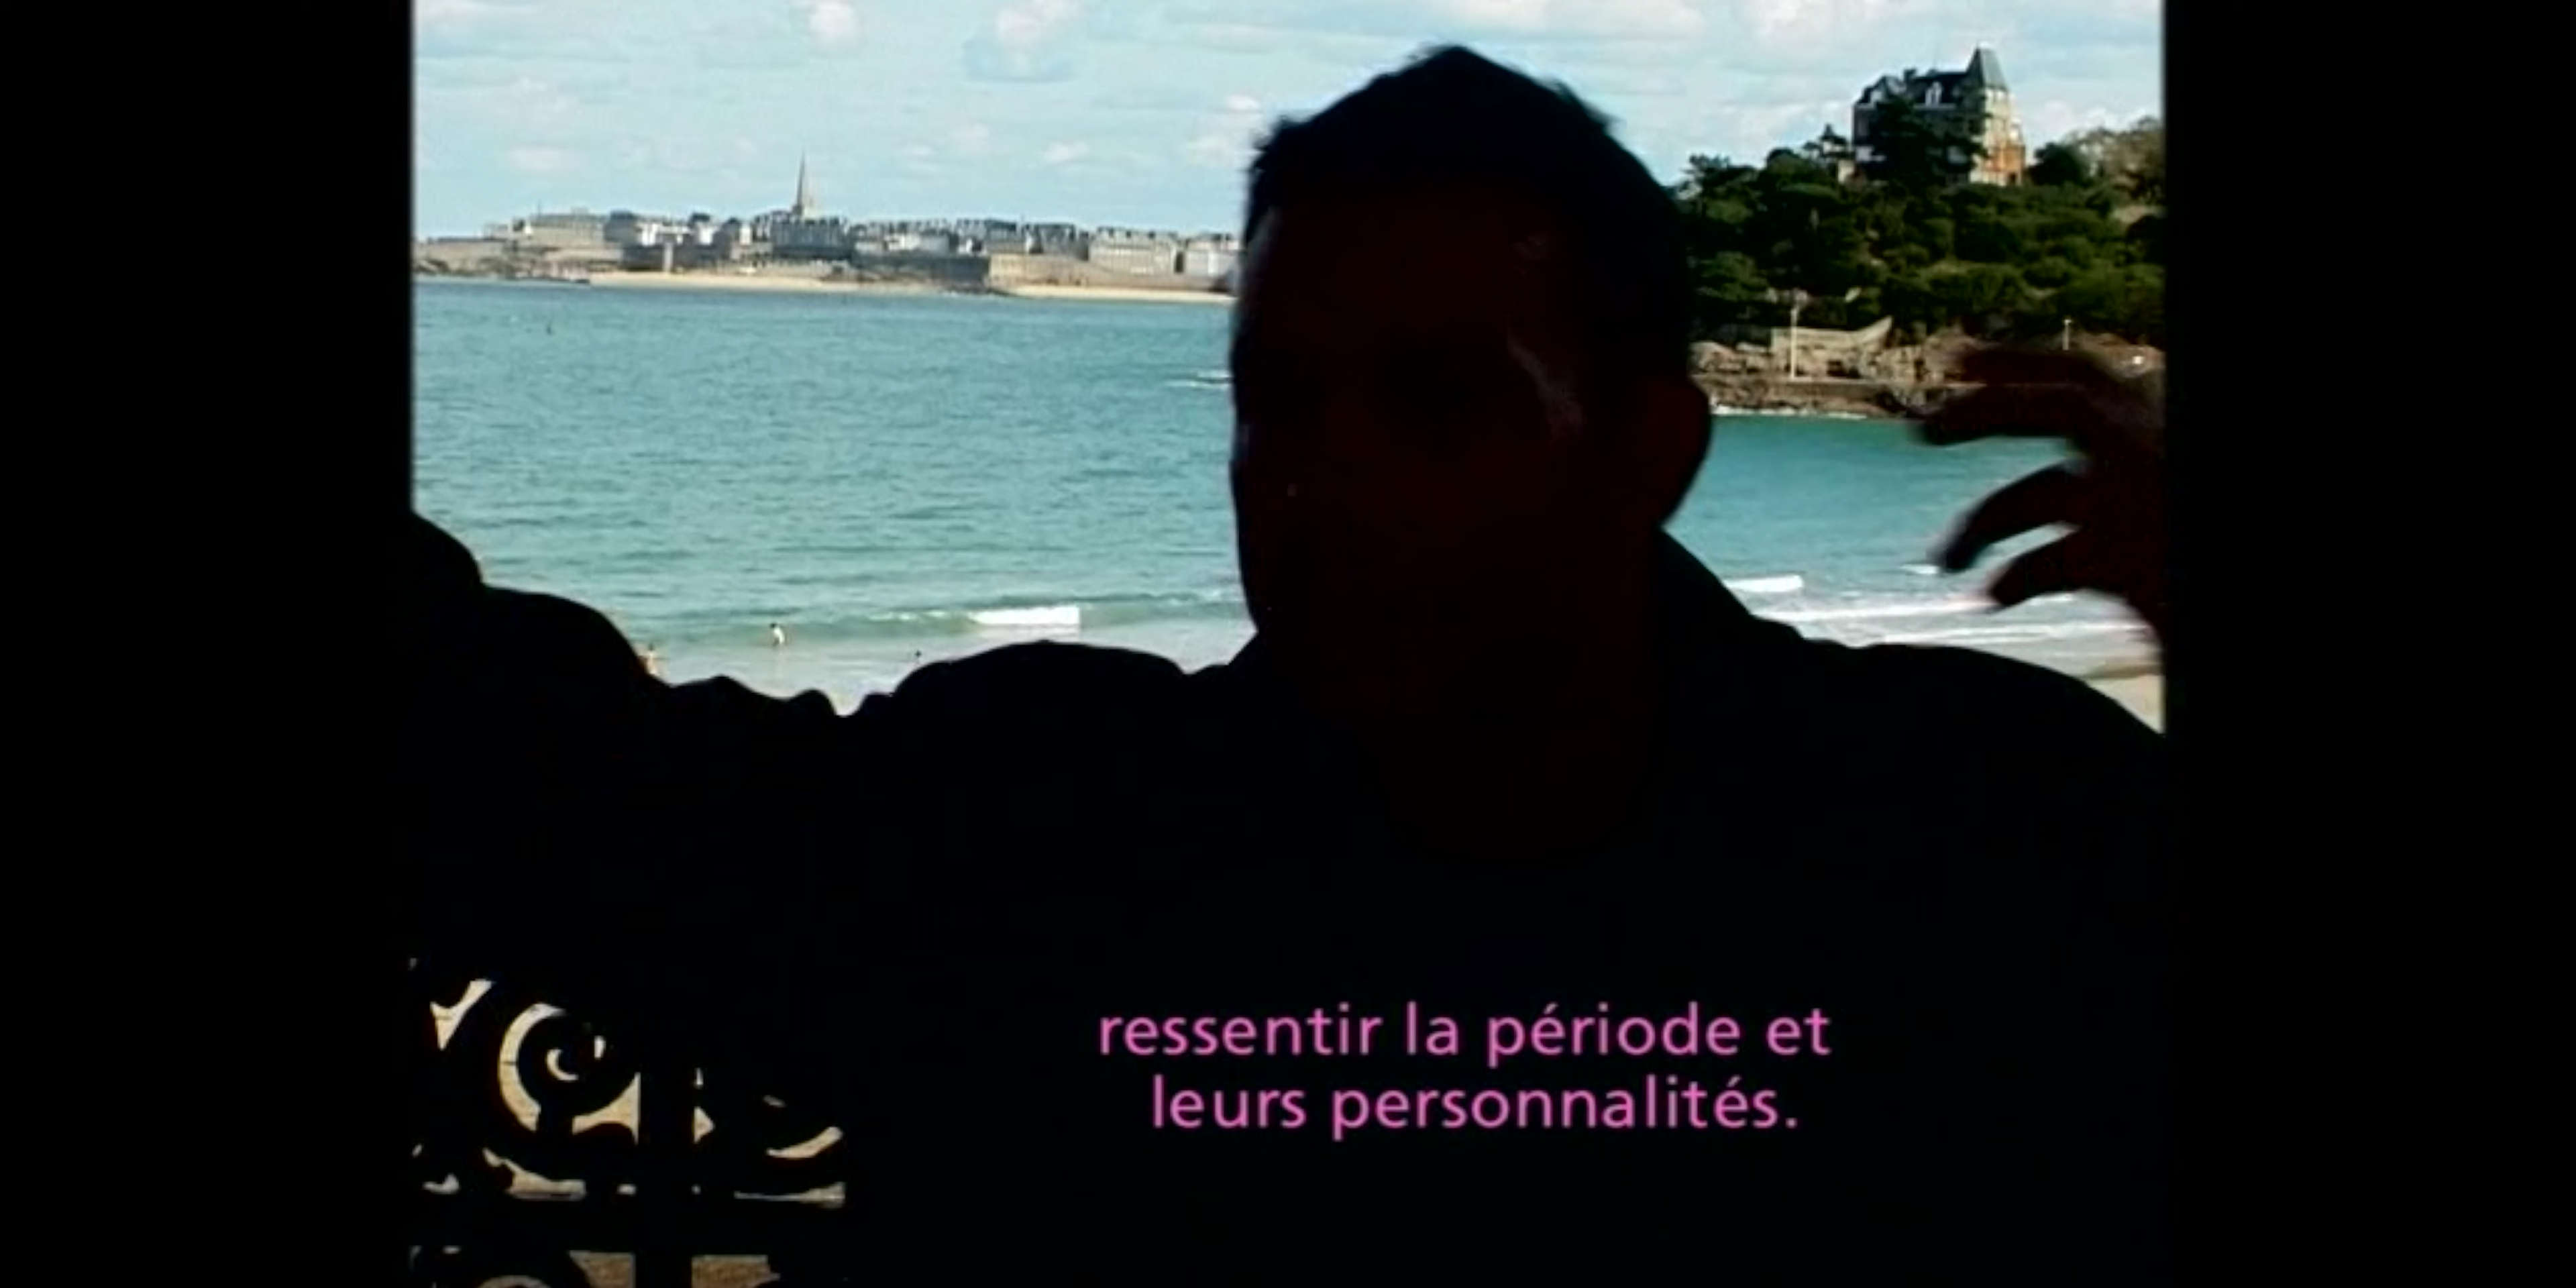 ressentir la période et
leurs personnalités.